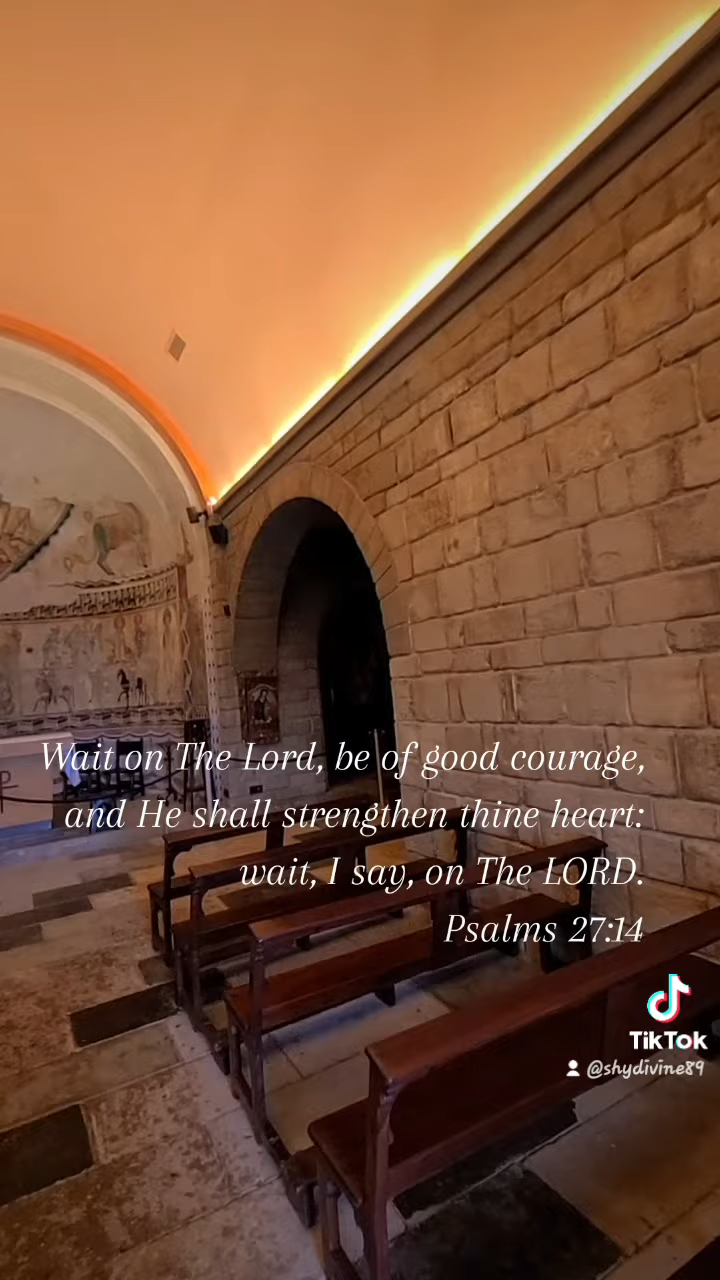 Wait on The Lord, be of good courage,
and He shall strengthen thine heart:
wait, I say, on The LORD.
Psalms 27:14
TikTok
@shydivine89